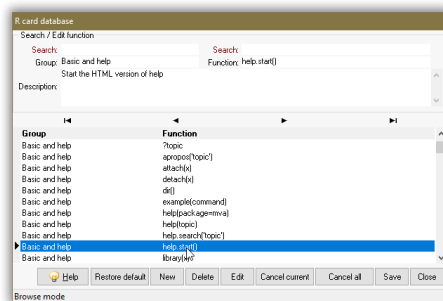 R card database
Search / Edit function
Search: Search:
Group: Basic and help Function: help.start()
Start the HTML version of help
Description:
Group Function
Basic and help ?topic
Basic and help apropos('topic')
Basic and help attach(x)
Basic and help detach(x)
Basic and help dir()
Basic and help example(command)
Basic and help help(package=mva)
Basic and help help(topic)
Basic and help help.search('topic')
Basic and help help.start()
Basic and help library(x)
Help Restore default New Delete Edit Cancel current Cancel all Save Close
Browse mode